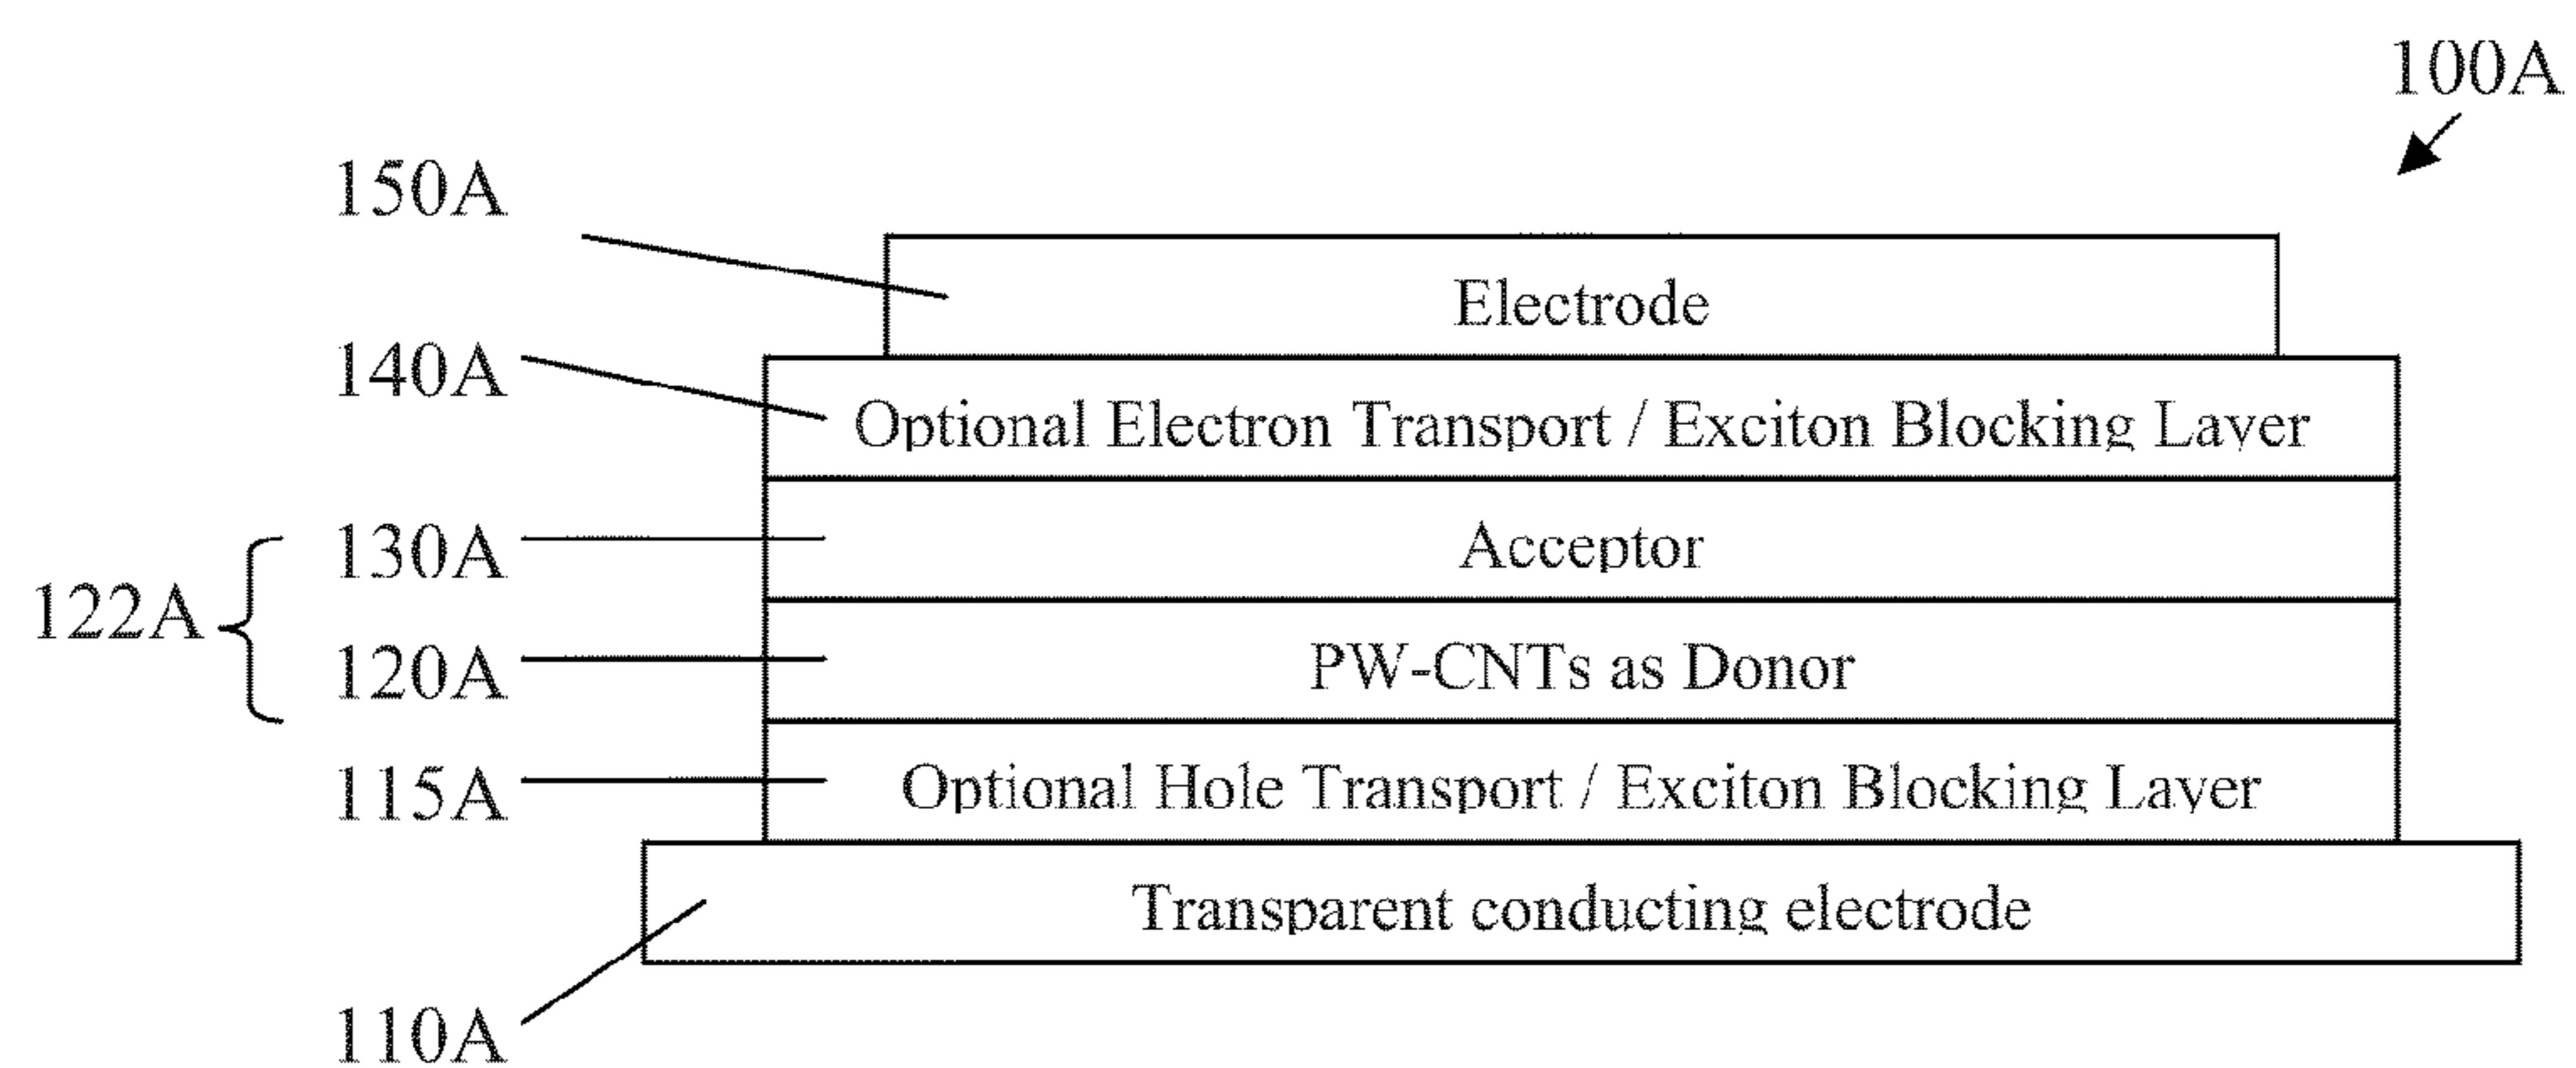 100A
150A
Electrode
140A
Optional Electron Transport / Exciton Blocking Layer
130A
Acceptor
122A
120A
PW-CNTs as Donor
115A
Optional Hole Transport / Exciton Blocking Layer
Transparent conducting electrode
110A